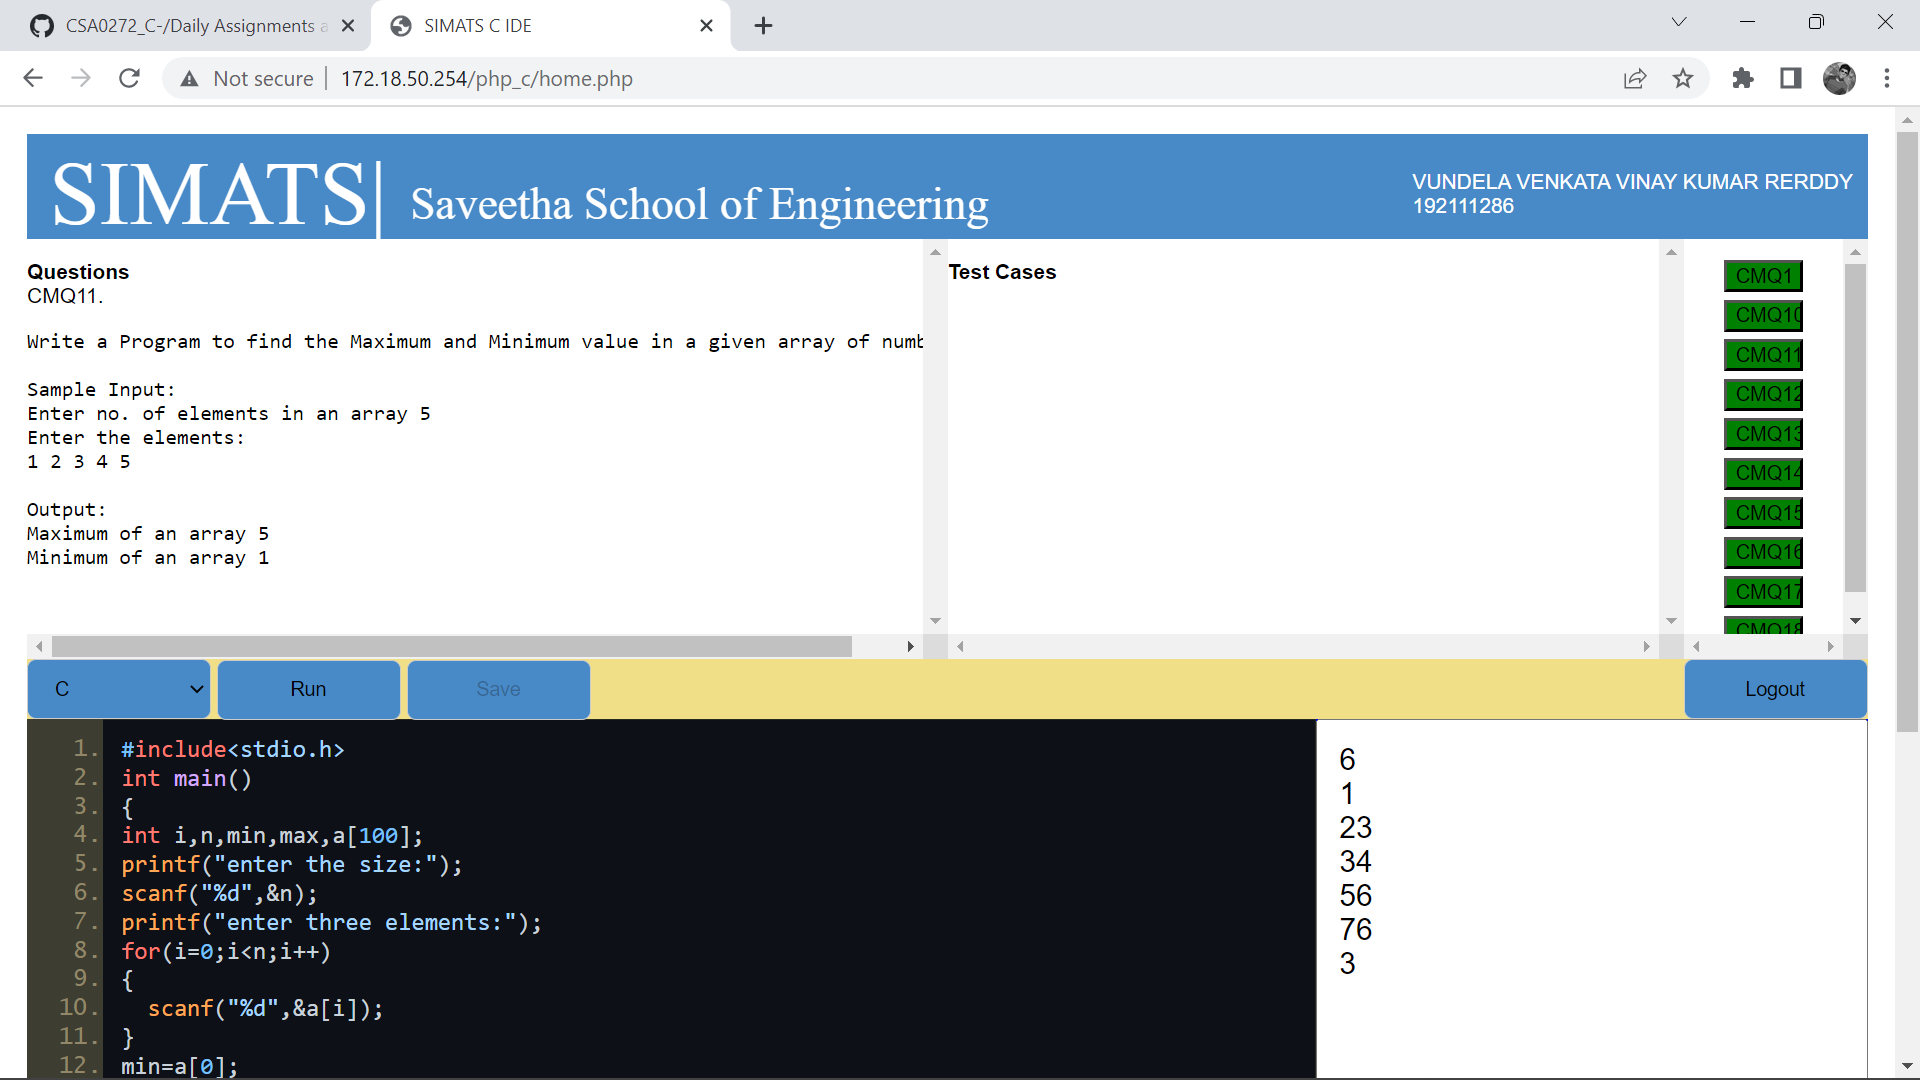 CSA0272_C-/Daily Assignments a
SIMATS C IDE
Not secure
172.18.50.254/php_c/home.php
SIMATS|
Saveetha School of Engineering
VUNDELA VENKATA VINAY KUMAR RERDDY
192111286
Questions
CMQ11.
Write a Program to find the Maximum and Minimum value in a given array of numb
Sample Input:
Enter no. of elements in an array 5
Enter the elements:
1 2 3 4 5
Output:
Maximum of an array 5
Minimum of an array 1
Test Cases
CMQ1
CMQ10
CMQ11
CMQ12
CMQ13
CMQ14
CMQ15
CMQ16
CMQ17
CMQ18
C
Run
Save
Logout
1. #include<stdio.h>
2. int main()
3. {
4. int i,n,min,max,a[100];
5. printf("enter the size:");
6. scanf("%d",&n);
7. printf("enter three elements:");
8. for(i=0;i<n;i++)
9. {
10. scanf("%d",&a[i]);
11. }
12. min=a[0];
6
1
23
34
56
76
3